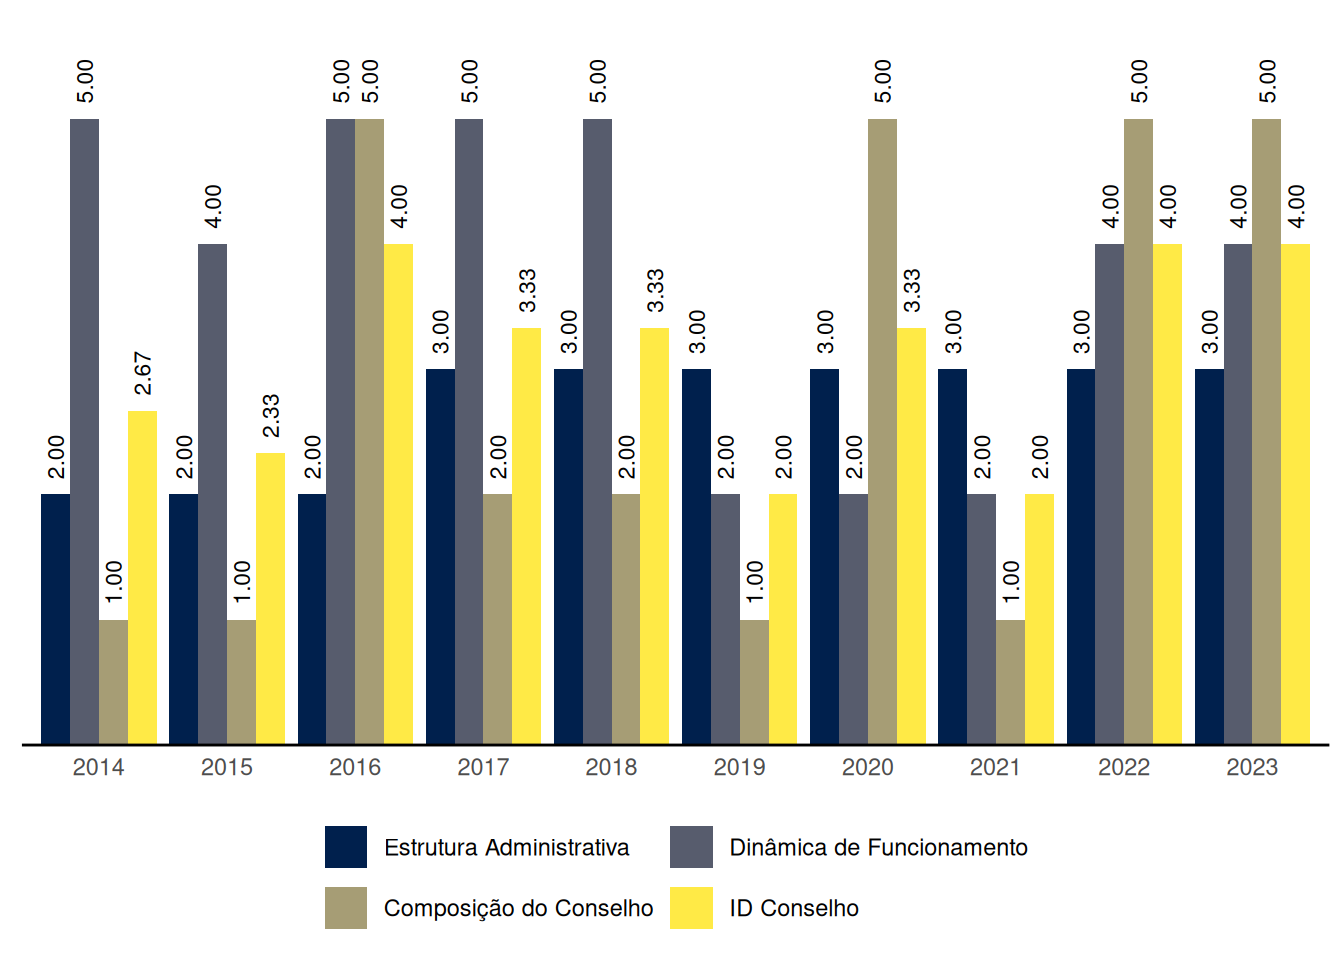 5.00 5.00 5.00 5.00 5.00 5.00 5.00 5.00
4.00 4.00 4.00 4.00 4.00 4.00
3.33 3.33 3.33
3.00 3.00 3.00 3.00 3.00 3.00 3.00
2.67
2.33
2.00 2.00 2.00 2.00 2.00 2.00 2.00 2.00 2.00 2.00
1.00 1.00 1.00 1.00
2014 2015 2016 2017 2018 2019 2020 2021 2022 2023
Estrutura Administrativa Dinâmica de Funcionamento
Composição do Conselho ID Conselho